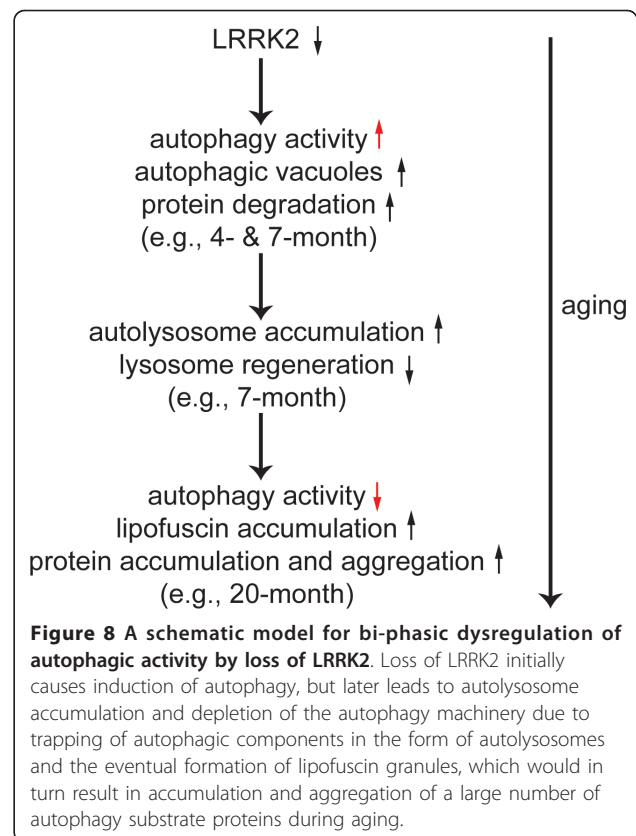 LRRK2 ↓
autophagy activity ↑
autophagic vacuoles ↑
protein degradation ↑
(e.g., 4- & 7-month)
autolysosome accumulation ↑
lysosome regeneration ↓
(e.g., 7-month)
aging
autophagy activity ↓
lipofuscin accumulation ↑
protein accumulation and aggregation ↑
(e.g., 20-month)
Figure 8 A schematic model for bi-phasic dysregulation of
autophagic activity by loss of LRRK2. Loss of LRRK2 initially
causes induction of autophagy, but later leads to autolysosome
accumulation and depletion of the autophagy machinery due to
trapping of autophagic components in the form of autolysosomes
and the eventual formation of lipofuscin granules, which would in
turn result in accumulation and aggregation of a large number of
autophagy substrate proteins during aging.